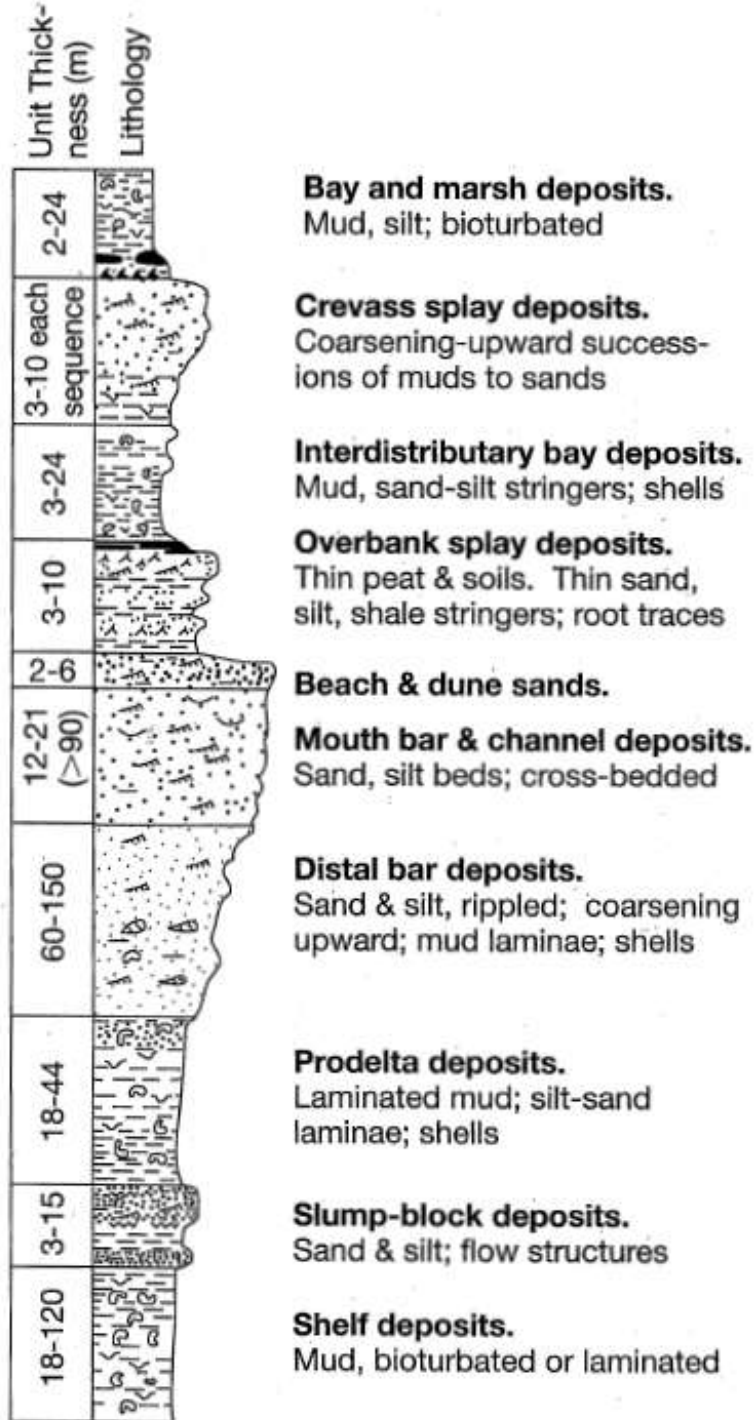 Unit Thick-
ness (m)
Lithology
2-24
Bay and marsh deposits.
Mud, silt; bioturbated
3-10 each
sequence
Crevass splay deposits.
Coarsening-upward success-
ions of muds to sands
3-24
Interdistributary bay deposits.
Mud, sand-silt stringers; shells
3-10
Overbank splay deposits.
Thin peat & soils. Thin sand,
silt, shale stringers; root traces
2-6
Beach & dune sands.
12-21
(>90)
Mouth bar & channel deposits.
Sand, silt beds; cross-bedded
60-150
Distal bar deposits.
Sand & silt, rippled; coarsening
upward; mud laminae; shells
18-44
Prodelta deposits.
Laminated mud; silt-sand
laminae; shells
3-15
Slump-block deposits.
Sand & silt; flow structures
18-120
Shelf deposits.
Mud, bioturbated or laminated